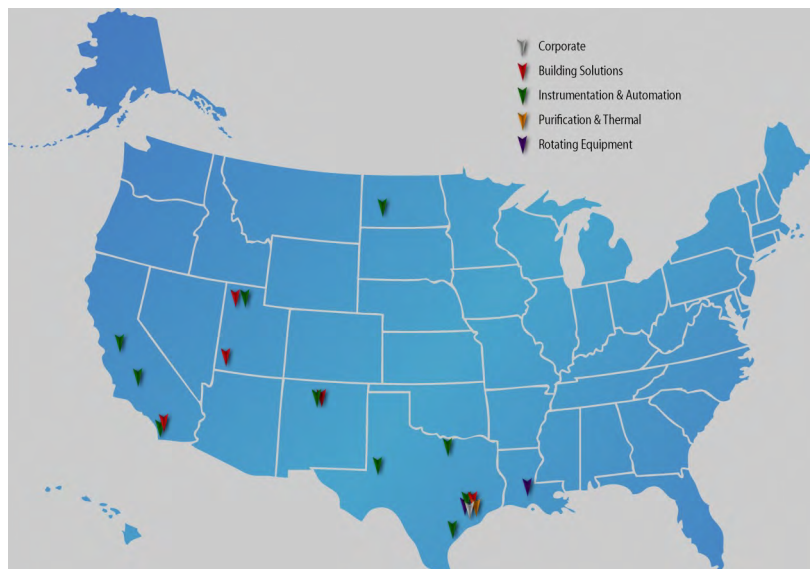 Corporate
Building Solutions
Instrumentation & Automation
Purification & Thermal
Rotating Equipment